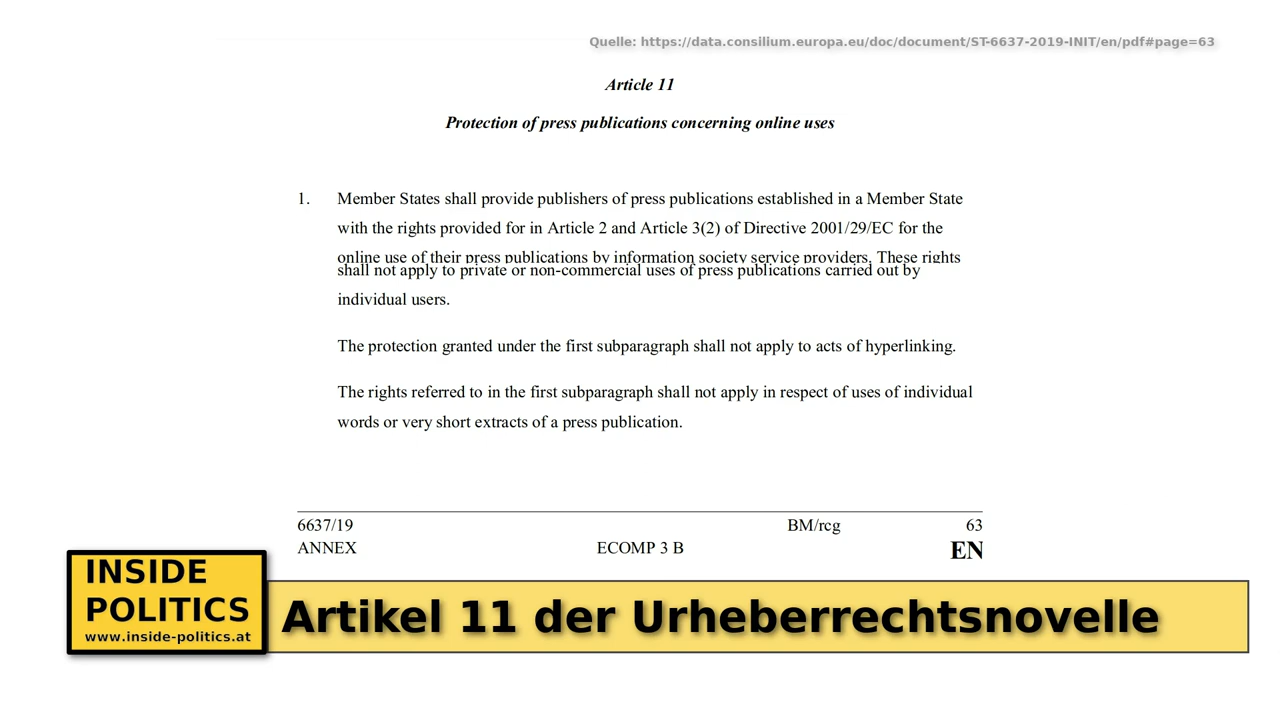 Quelle: https://data.consilium.europa.eu/doc/document/ST-6637-2019-INIT/en/pdf#page=63
Article 11
Protection of press publications concerning online uses
1. Member States shall provide publishers of press publications established in a Member State
with the rights provided for in Article 2 and Article 3(2) of Directive 2001/29/EC for the
online use of their press publications by information society service providers. These rights
shall not apply to private or non-commercial uses of press publications carried out by
individual users.
The protection granted under the first subparagraph shall not apply to acts of hyperlinking.
The rights referred to in the first subparagraph shall not apply in respect of uses of individual
words or very short extracts of a press publication.
6637/19 BM/rcg 63
ANNEX ECOMP 3 B EN
INSIDE
POLITICS
www.inside-politics.at
Artikel 11 der Urheberrechtsnovelle